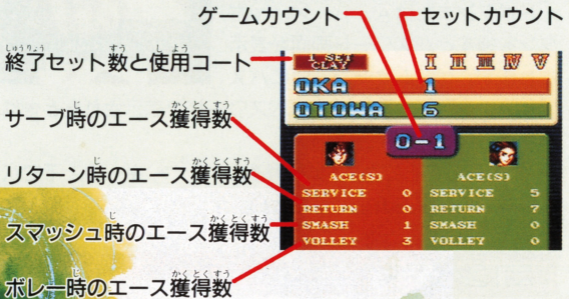 ゲームカウント
セットカウント
終了セット数と使用コート
サーブ時のエース獲得数
リターン時のエース獲得数
スマッシュ時のエース獲得数
ボレー時のエース獲得数
1 SET
CLAY
I II III IV V
OKA 1
OTOWA 6
0-1
ACE(S) ACE(S)
SERVICE 0 SERVICE 5
RETURN 0 RETURN 7
SMASH 1 SMASH 0
VOLLEY 3 VOLLEY 0